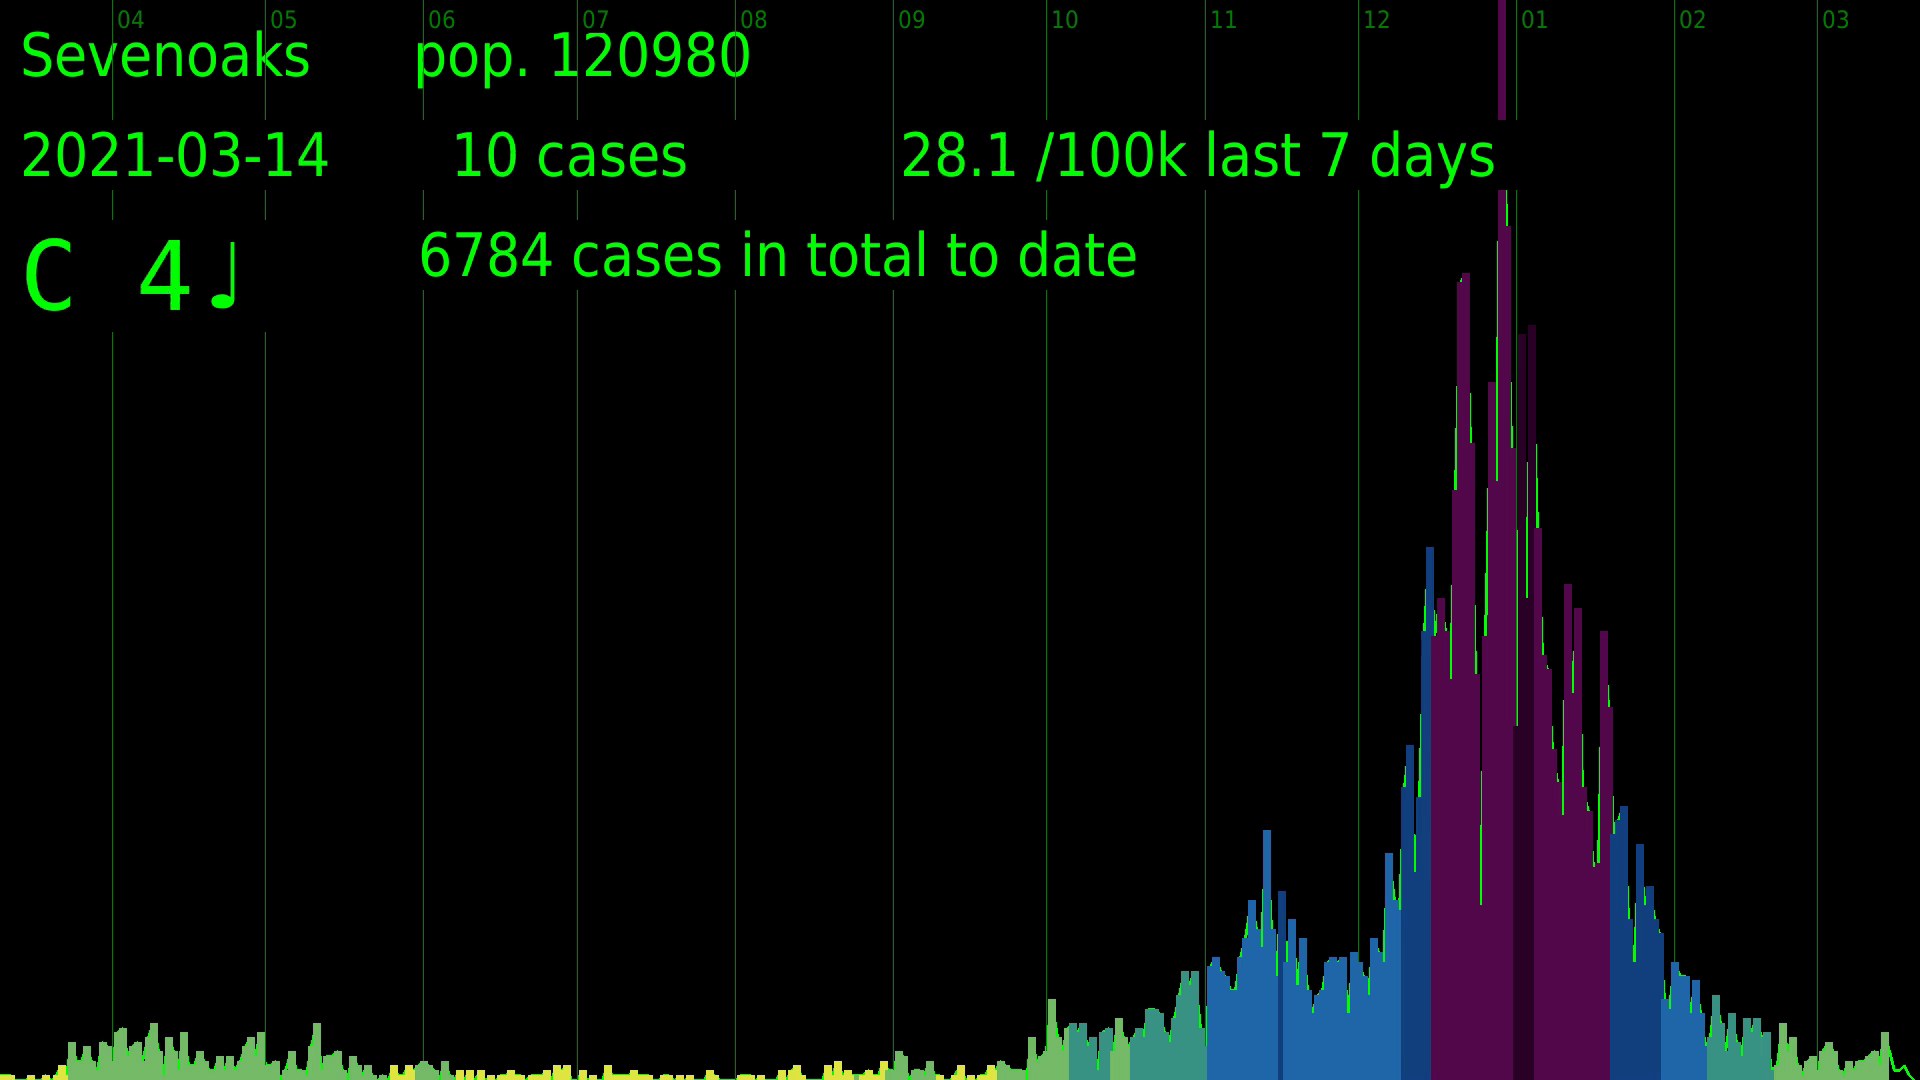 04 05 06 07 08 09 10 11 12 01 02 03
Sevenoaks pop. 120980
2021-03-14 10 cases 28.1 /100k last 7 days
C 4♩ 6784 cases in total to date